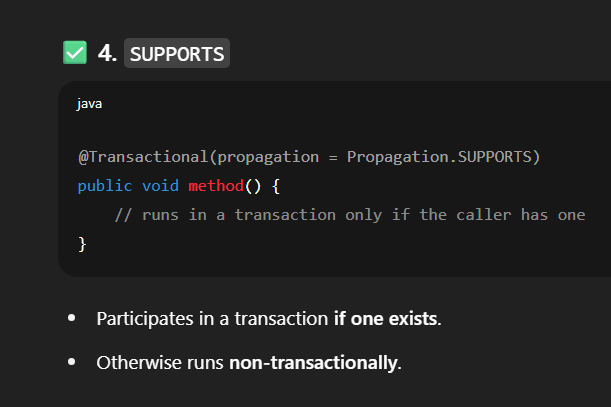 ✅ 4. SUPPORTS
java
@Transactional(propagation = Propagation.SUPPORTS)
public void method() {
    // runs in a transaction only if the caller has one
}
• Participates in a transaction if one exists.
• Otherwise runs non-transactionally.